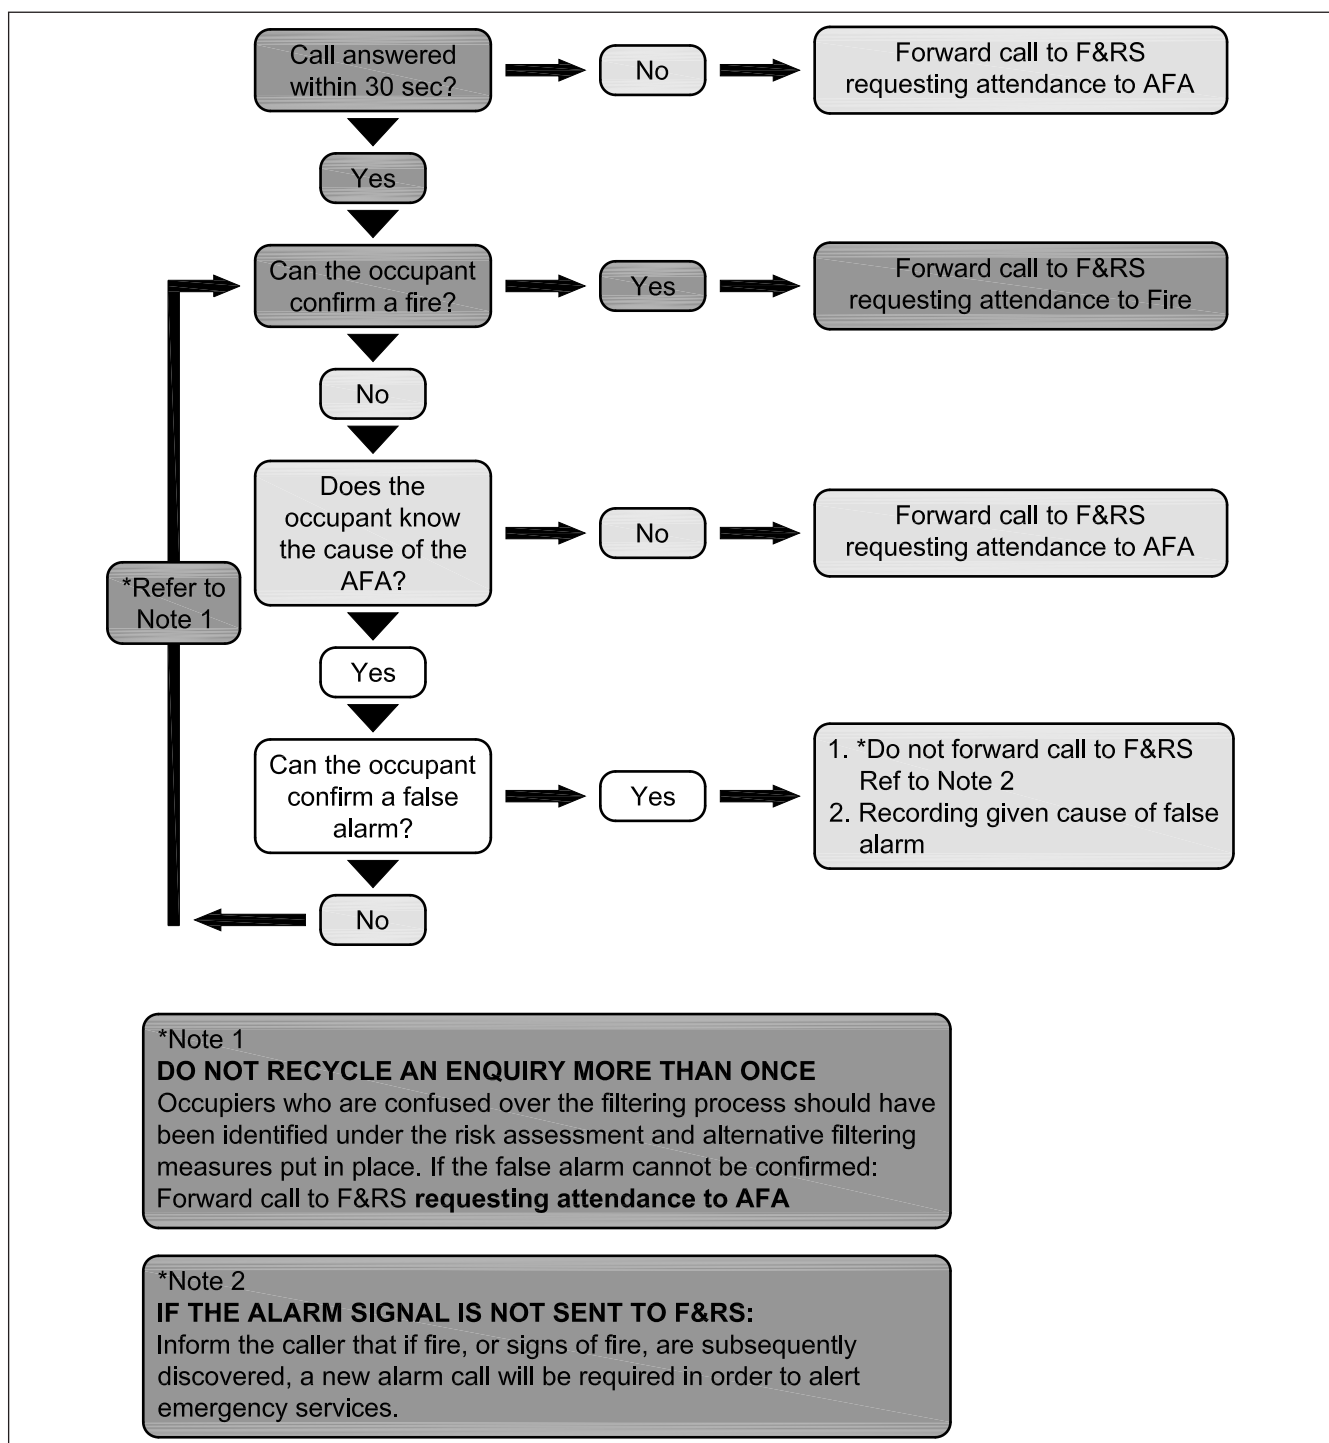 Call answered
within 30 sec?
No
Forward call to F&RS
requesting attendance to AFA
Yes
Can the occupant
confirm a fire?
Yes
Forward call to F&RS
requesting attendance to Fire
No
Does the
occupant know
the cause of the
AFA?
No
Forward call to F&RS
requesting attendance to AFA
*Refer to
Note 1
Yes
Can the occupant
confirm a false
alarm?
Yes
1. *Do not forward call to F&RS
Ref to Note 2
2. Recording given cause of false
alarm
No
*Note 1
DO NOT RECYCLE AN ENQUIRY MORE THAN ONCE
Occupiers who are confused over the filtering process should have
been identified under the risk assessment and alternative filtering
measures put in place. If the false alarm cannot be confirmed:
Forward call to F&RS requesting attendance to AFA
*Note 2
IF THE ALARM SIGNAL IS NOT SENT TO F&RS:
Inform the caller that if fire, or signs of fire, are subsequently
discovered, a new alarm call will be required in order to alert
emergency services.